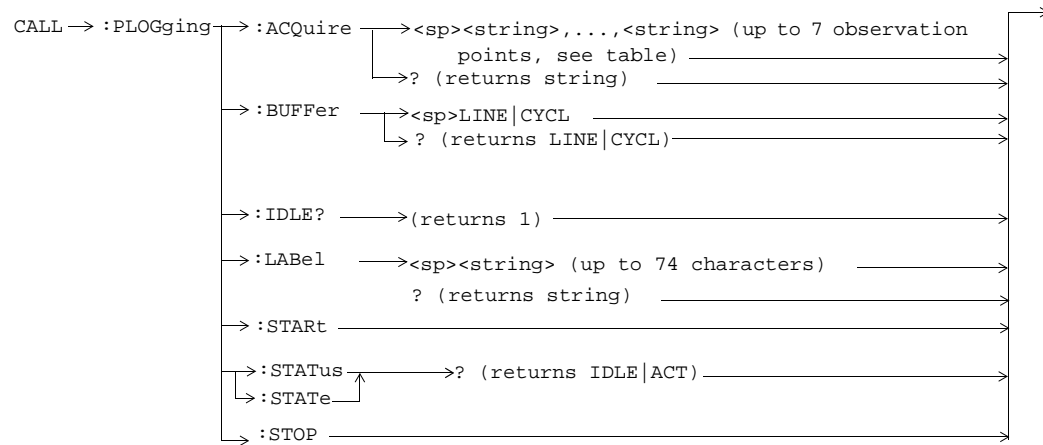 CALL :PLOGging :ACQuire <sp><string>,...,<string> (up to 7 observation
points, see table)
? (returns string)
:BUFFer <sp>LINE|CYCL
? (returns LINE|CYCL)
:IDLE? (returns 1)
:LABel <sp><string> (up to 74 characters)
? (returns string)
:STARt
:STATus ? (returns IDLE|ACT)
:STATe
:STOP